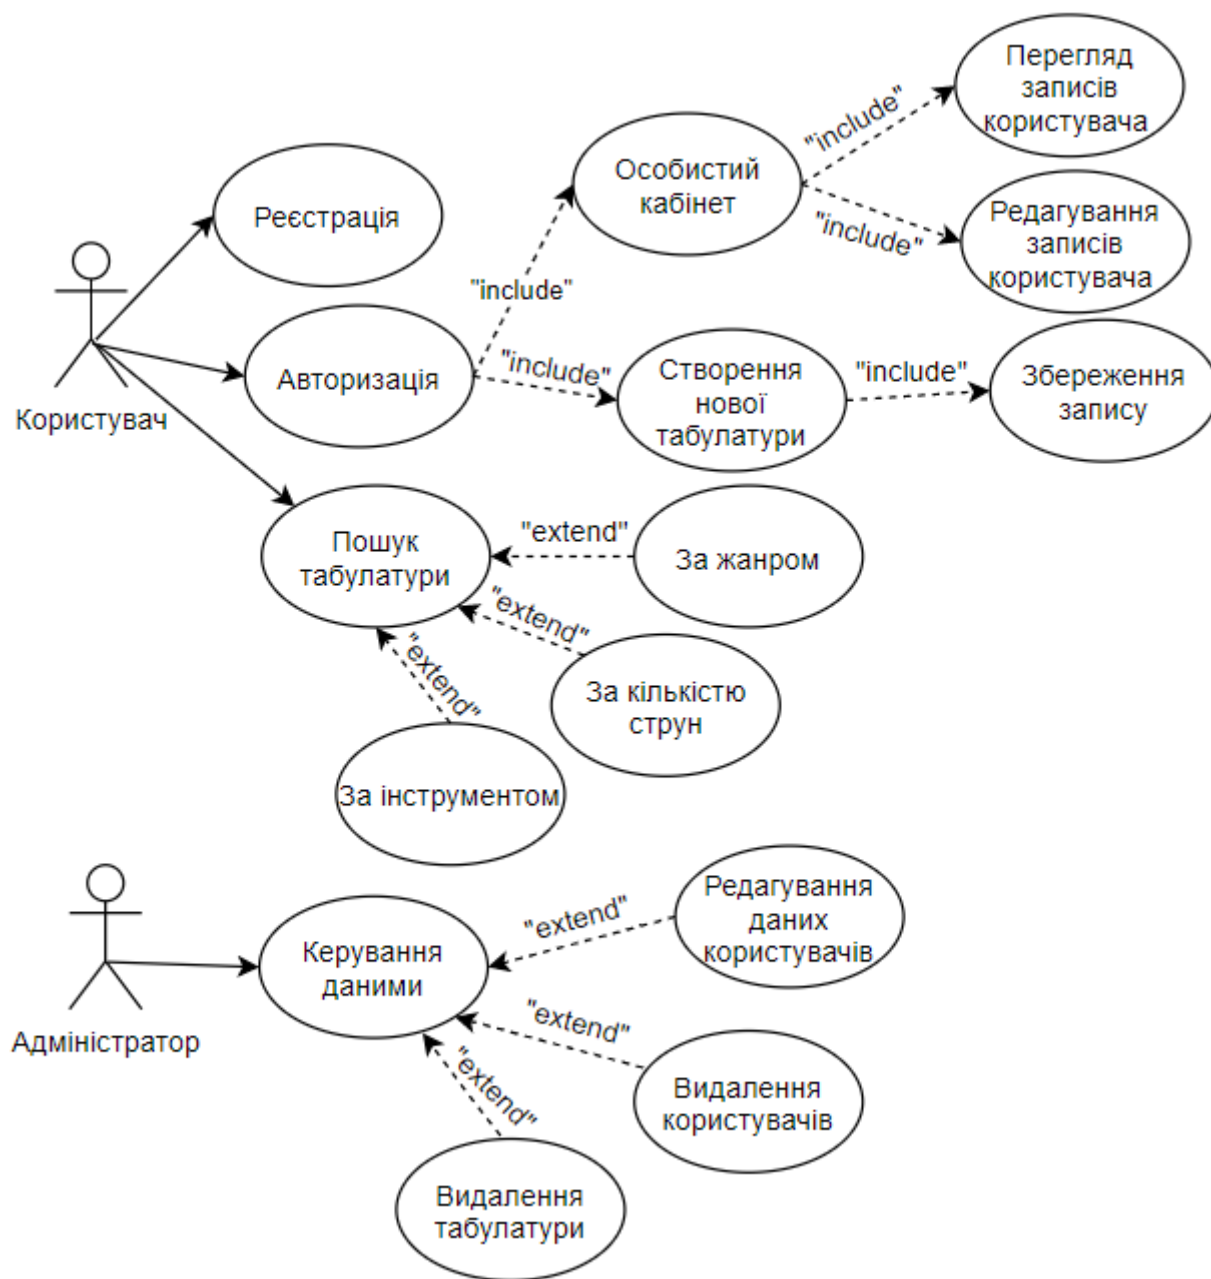 Перегляд
записів
користувача
"include"
Особистий
кабінет
Реєстрація
"include"
Редагування
записів
користувача
"include"
Користувач
Авторизація
"include"
Створення
нової
табулатури
"include"
Збереження
запису
Пошук
табулатури
"extend"
За жанром
"extend"
За кількістю
струн
"extend"
За інструментом
Адміністратор
Керування
даними
"extend"
Редагування
даних
користувачів
"extend"
Видалення
користувачів
"extend"
Видалення
табулатури